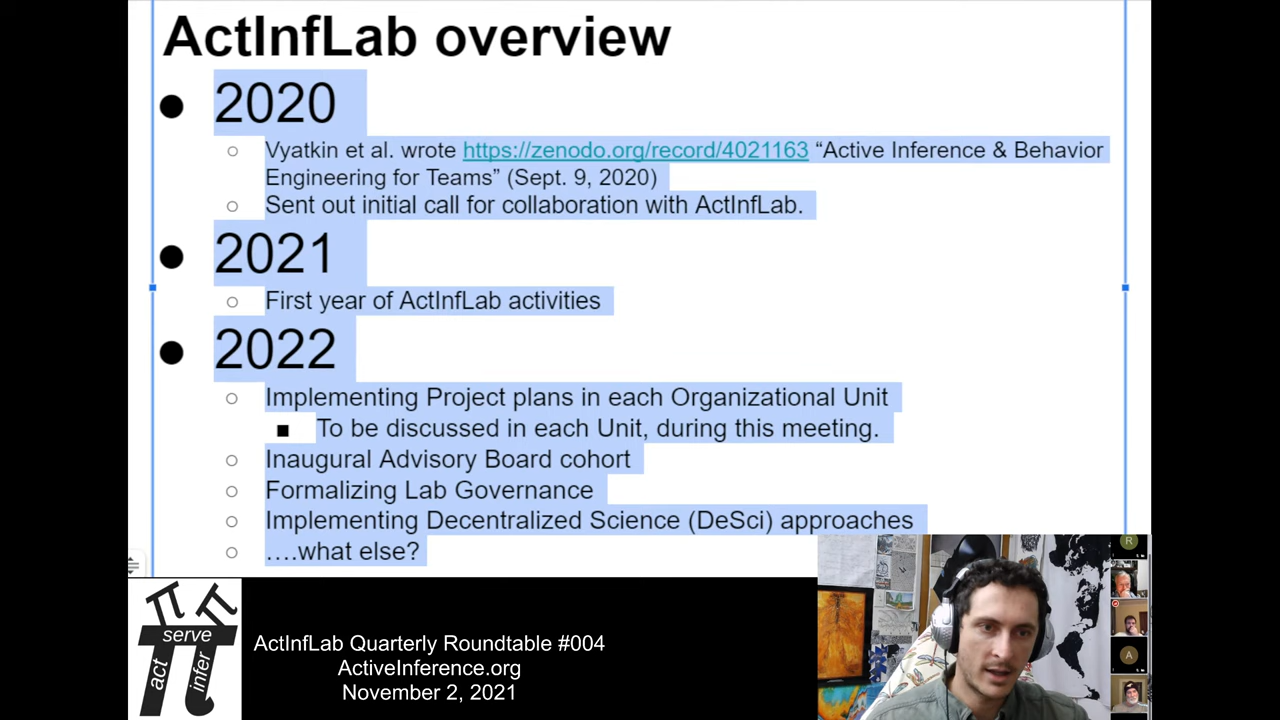 ActInfLab overview
● 2020
○ Vyatkin et al. wrote https://zenodo.org/record/4021163 “Active Inference & Behavior
Engineering for Teams” (Sept. 9, 2020)
○ Sent out initial call for collaboration with ActInfLab.
● 2021
○ First year of ActInfLab activities
● 2022
○ Implementing Project plans in each Organizational Unit
■ To be discussed in each Unit, during this meeting.
○ Inaugural Advisory Board cohort
○ Formalizing Lab Governance
○ Implementing Decentralized Science (DeSci) approaches
○ ….what else?
serve
act
infer
ActInfLab Quarterly Roundtable #004
ActiveInference.org
November 2, 2021
R
A